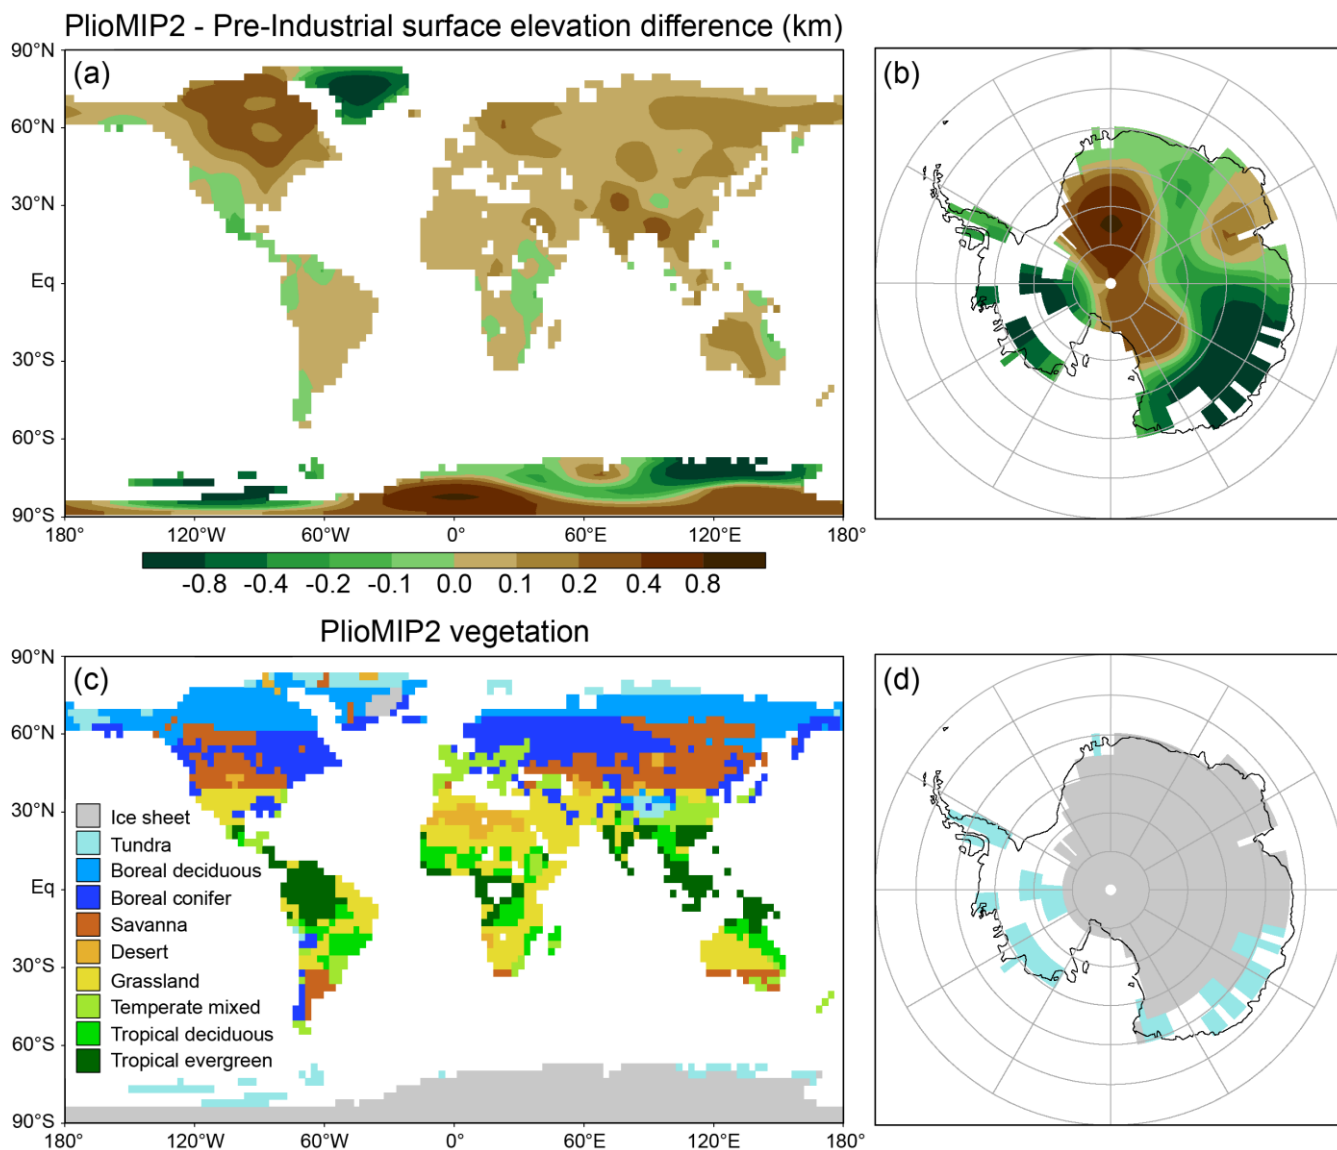 PlioMIP2 - Pre-Industrial surface elevation difference (km)
90°N
60°N
30°N
Eq
30°S
60°S
90°S
(a)
(b)
180°
120°W
60°W
0°
60°E
120°E
180°
-0.8
-0.4
-0.2
-0.1
0.0
0.1
0.2
0.4
0.8
PlioMIP2 vegetation
90°N
60°N
30°N
Eq
30°S
60°S
90°S
(c)
(d)
Ice sheet
Tundra
Boreal deciduous
Boreal conifer
Savanna
Desert
Grassland
Temperate mixed
Tropical deciduous
Tropical evergreen
180°
120°W
60°W
0°
60°E
120°E
180°